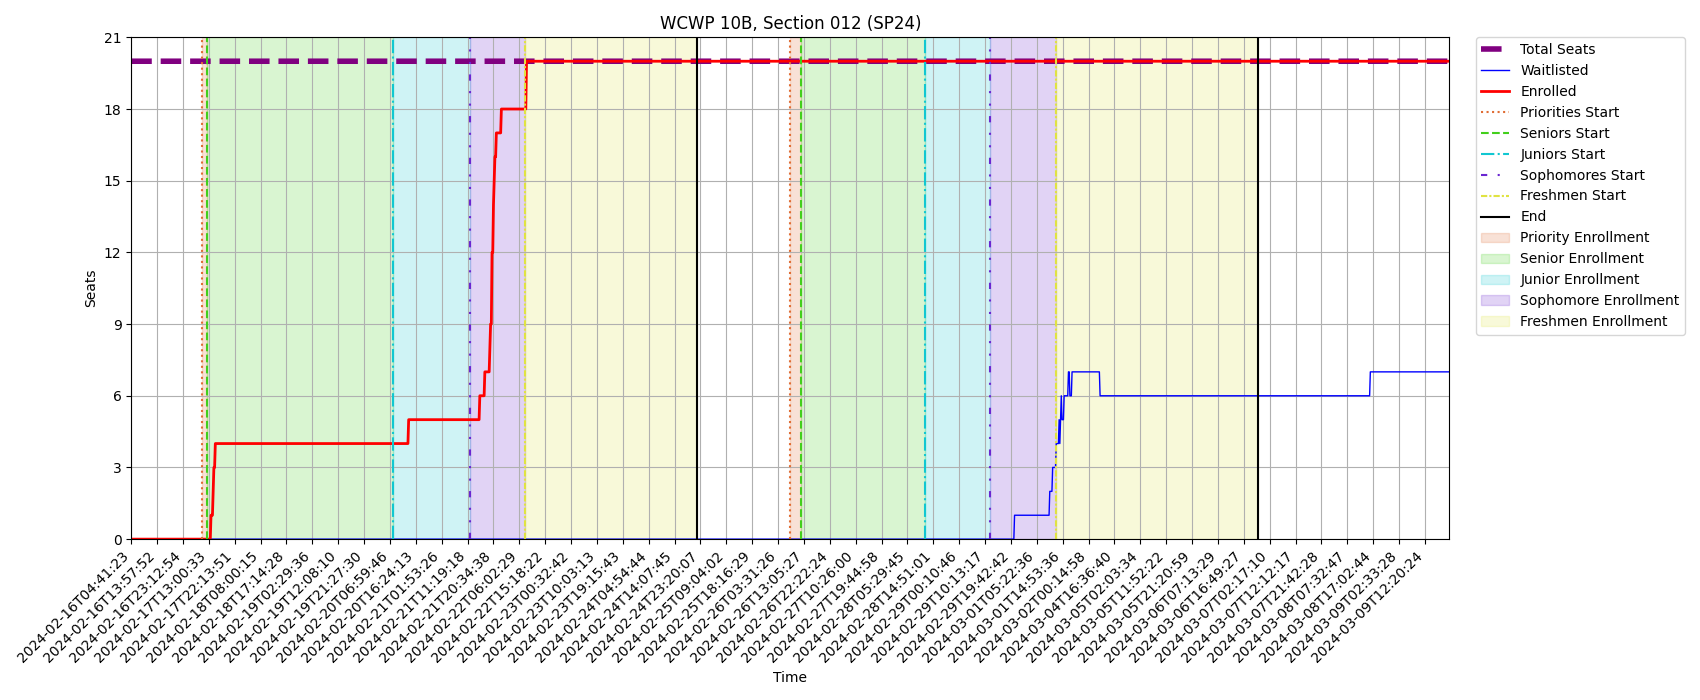 WCWP 10B, Section 012 (SP24)
Seats
21
18
15
12
9
6
3
0
2024-02-16T04:41:23
2024-02-16T13:57:52
2024-02-16T23:12:54
2024-02-17T13:00:33
2024-02-17T22:13:51
2024-02-18T08:00:15
2024-02-18T17:14:28
2024-02-19T02:29:36
2024-02-19T12:08:10
2024-02-19T21:27:30
2024-02-20T06:59:46
2024-02-20T16:24:13
2024-02-21T01:53:26
2024-02-21T11:19:18
2024-02-21T20:34:38
2024-02-22T06:02:29
2024-02-22T15:18:22
2024-02-23T00:32:42
2024-02-23T10:03:13
2024-02-23T19:15:43
2024-02-24T04:54:44
2024-02-24T14:07:45
2024-02-24T23:20:07
2024-02-25T09:04:02
2024-02-25T18:16:29
2024-02-26T03:31:26
2024-02-26T13:05:27
2024-02-26T22:22:24
2024-02-27T10:26:00
2024-02-27T19:44:58
2024-02-28T05:29:45
2024-02-28T14:51:01
2024-02-29T00:10:46
2024-02-29T10:13:17
2024-02-29T19:42:42
2024-03-01T05:22:36
2024-03-01T14:53:36
2024-03-04T00:14:58
2024-03-04T16:36:40
2024-03-05T02:03:34
2024-03-05T11:52:22
2024-03-05T21:20:59
2024-03-06T07:13:29
2024-03-06T16:49:27
2024-03-07T02:17:10
2024-03-07T12:12:17
2024-03-07T21:42:28
2024-03-08T07:32:47
2024-03-08T17:02:44
2024-03-09T02:33:28
2024-03-09T12:20:24
Time
Total Seats
Waitlisted
Enrolled
Priorities Start
Seniors Start
Juniors Start
Sophomores Start
Freshmen Start
End
Priority Enrollment
Senior Enrollment
Junior Enrollment
Sophomore Enrollment
Freshmen Enrollment